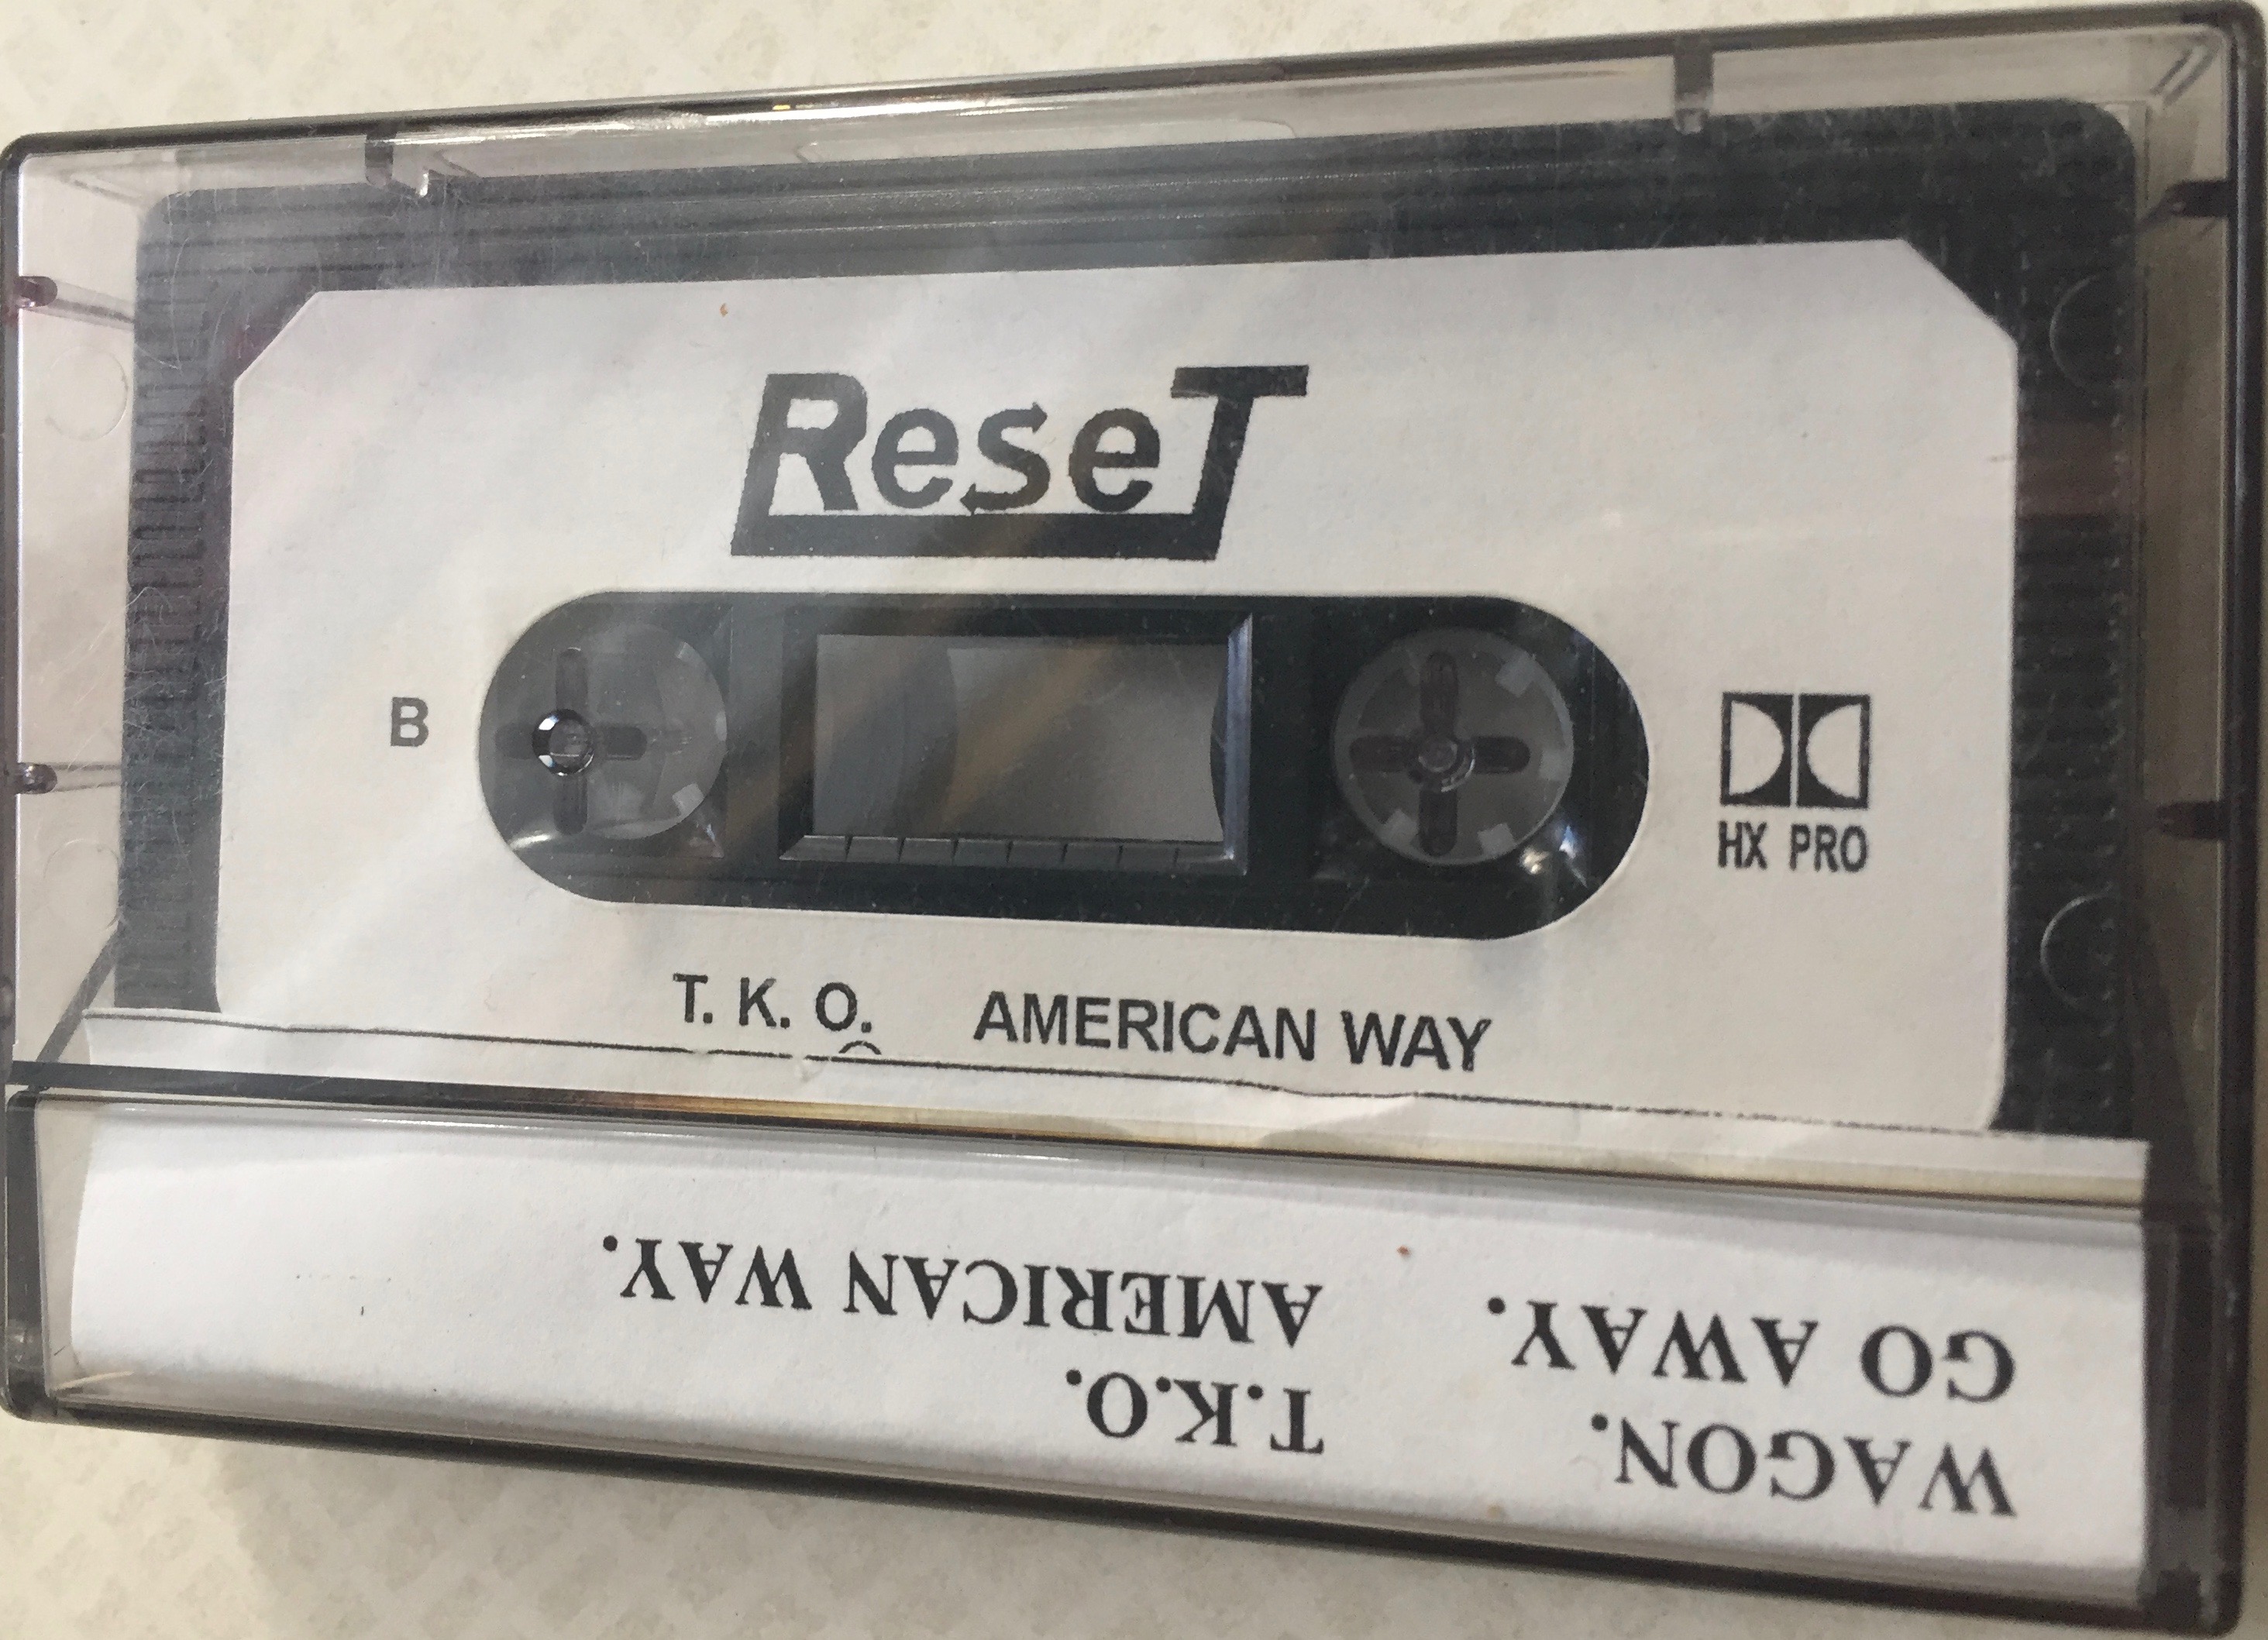 ReseT
B
HX PRO
T. K. O. AMERICAN WAY
WAGON.
GO AWAY.
T.K.O.
AMERICAN WAY.